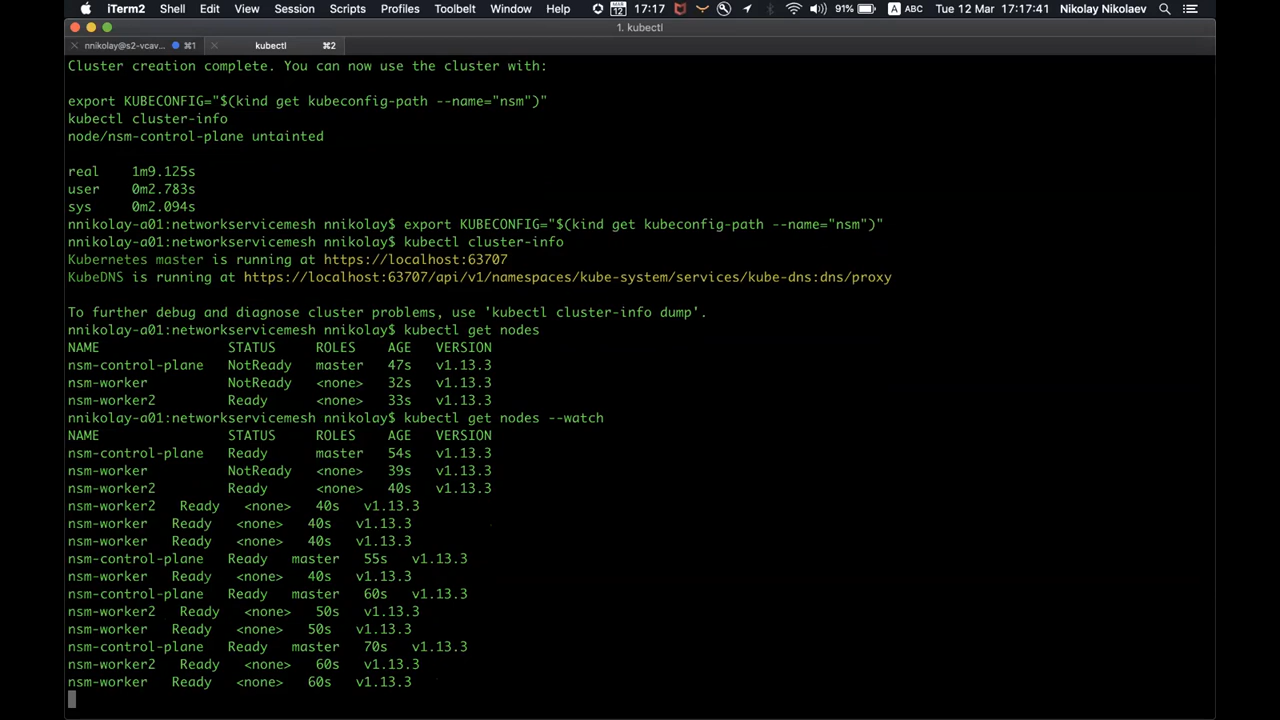 iTerm2 Shell Edit View Session Scripts Profiles Toolbelt Window Help MAR 12 17:17 91% A ABC Tue 12 Mar 17:17:41 Nikolay Nikolaev
1. kubectl
nnikolay@s2-vcav... ⌘1 kubectl ⌘2
Cluster creation complete. You can now use the cluster with:
export KUBECONFIG="$(kind get kubeconfig-path --name="nsm")"
kubectl cluster-info
node/nsm-control-plane untainted
real 1m9.125s
user 0m2.783s
sys 0m2.094s
nnikolay-a01:networkservicemesh nnikolay$ export KUBECONFIG="$(kind get kubeconfig-path --name="nsm")"
nnikolay-a01:networkservicemesh nnikolay$ kubectl cluster-info
Kubernetes master is running at https://localhost:63707
KubeDNS is running at https://localhost:63707/api/v1/namespaces/kube-system/services/kube-dns:dns/proxy
To further debug and diagnose cluster problems, use 'kubectl cluster-info dump'.
nnikolay-a01:networkservicemesh nnikolay$ kubectl get nodes
NAME STATUS ROLES AGE VERSION
nsm-control-plane NotReady master 47s v1.13.3
nsm-worker NotReady <none> 32s v1.13.3
nsm-worker2 Ready <none> 33s v1.13.3
nnikolay-a01:networkservicemesh nnikolay$ kubectl get nodes --watch
NAME STATUS ROLES AGE VERSION
nsm-control-plane Ready master 54s v1.13.3
nsm-worker NotReady <none> 39s v1.13.3
nsm-worker2 Ready <none> 40s v1.13.3
nsm-worker2 Ready <none> 40s v1.13.3
nsm-worker Ready <none> 40s v1.13.3
nsm-worker Ready <none> 40s v1.13.3
nsm-control-plane Ready master 55s v1.13.3
nsm-worker Ready <none> 40s v1.13.3
nsm-control-plane Ready master 60s v1.13.3
nsm-worker2 Ready <none> 50s v1.13.3
nsm-worker Ready <none> 50s v1.13.3
nsm-control-plane Ready master 70s v1.13.3
nsm-worker2 Ready <none> 60s v1.13.3
nsm-worker Ready <none> 60s v1.13.3